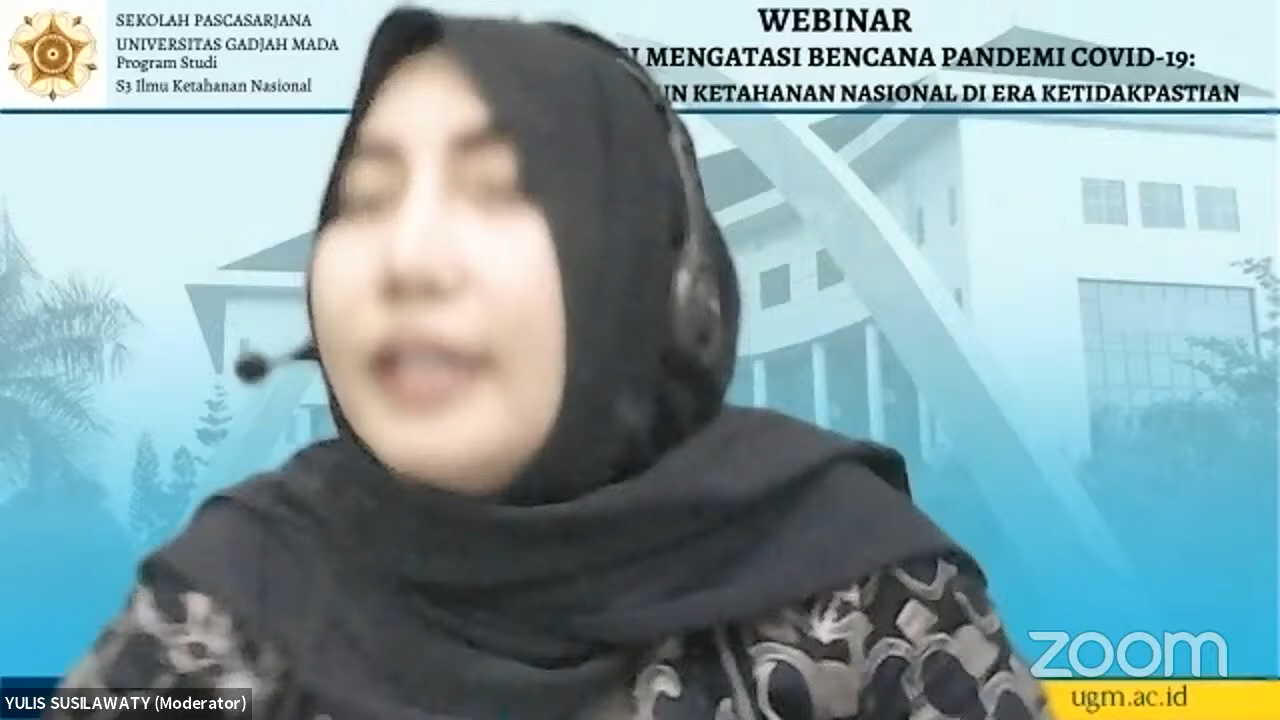 SEKOLAH PASCASARJANA
UNIVERSITAS GADJAH MADA
Program Studi
S3 Ilmu Ketahanan Nasional
WEBINAR
MENGATASI BENCANA PANDEMI COVID-19:
KETAHANAN NASIONAL DI ERA KETIDAKPASTIAN
zoom
YULIS SUSILAWATY (Moderator)
ugm.ac.id